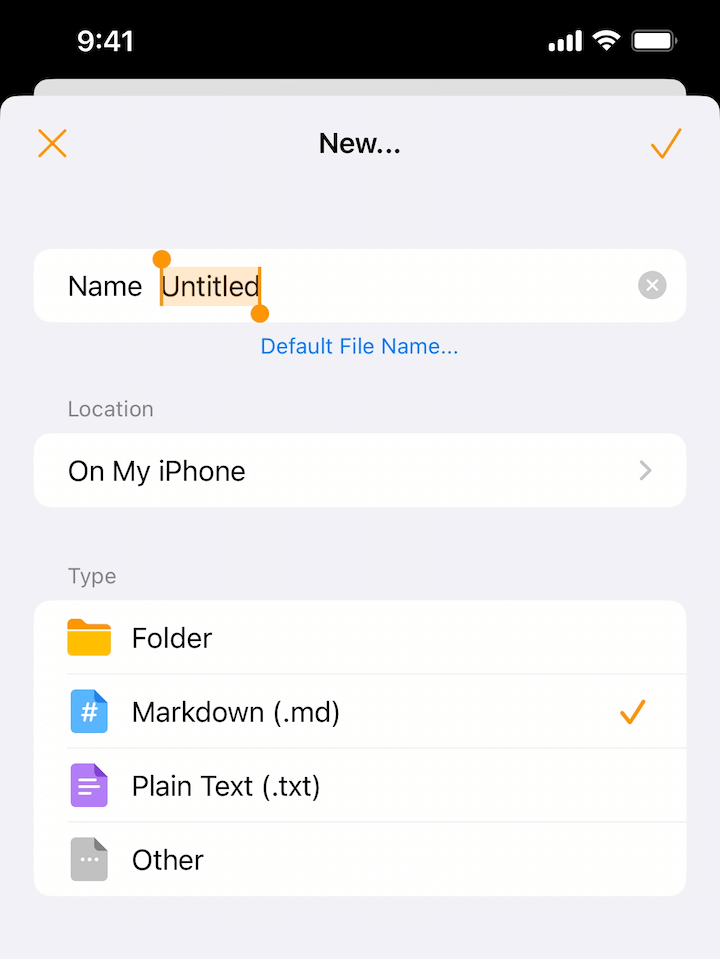 9:41
New...
Name Untitled
Default File Name...
Location
On My iPhone
Type
Folder
# Markdown (.md)
Plain Text (.txt)
Other